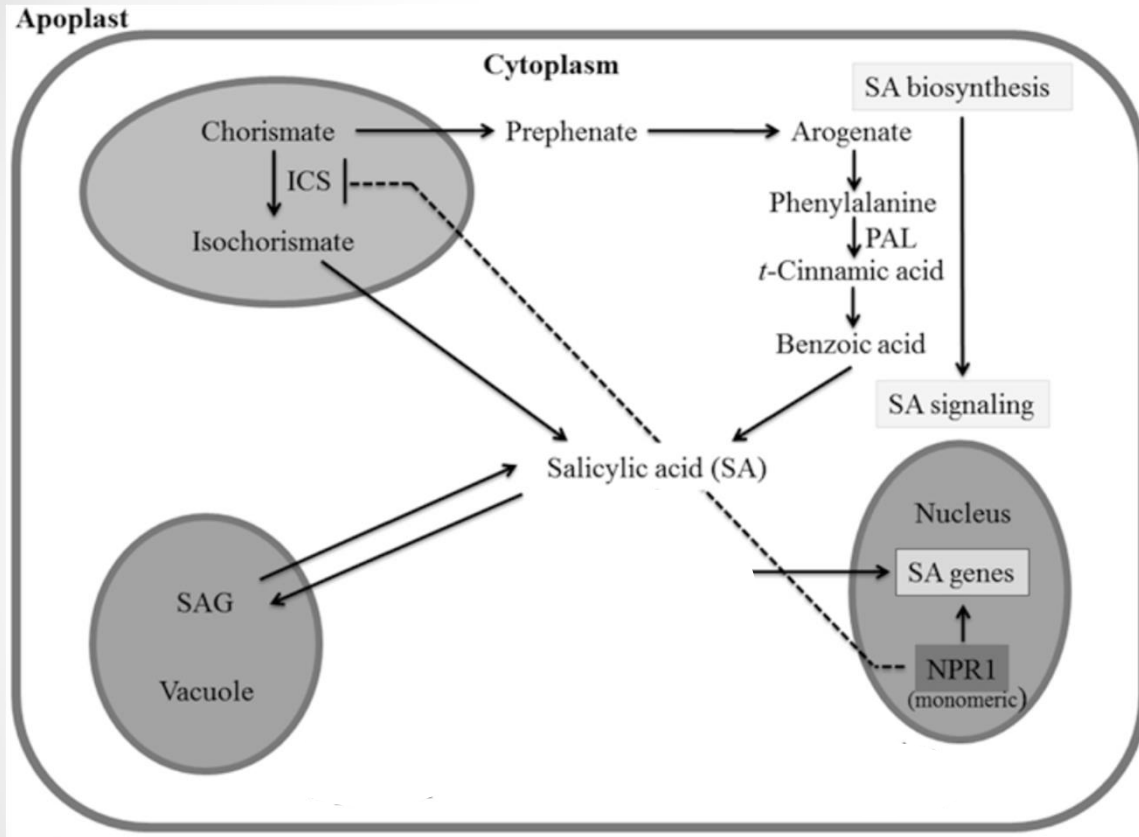 Apoplast
Cytoplasm
SA biosynthesis
Chorismate
Prephenate
Arogenate
ICS
Phenylalanine
PAL
Isochorismate
t-Cinnamic acid
Benzoic acid
SA signaling
Salicylic acid (SA)
Nucleus
SA genes
SAG
NPR1
(monomeric)
Vacuole